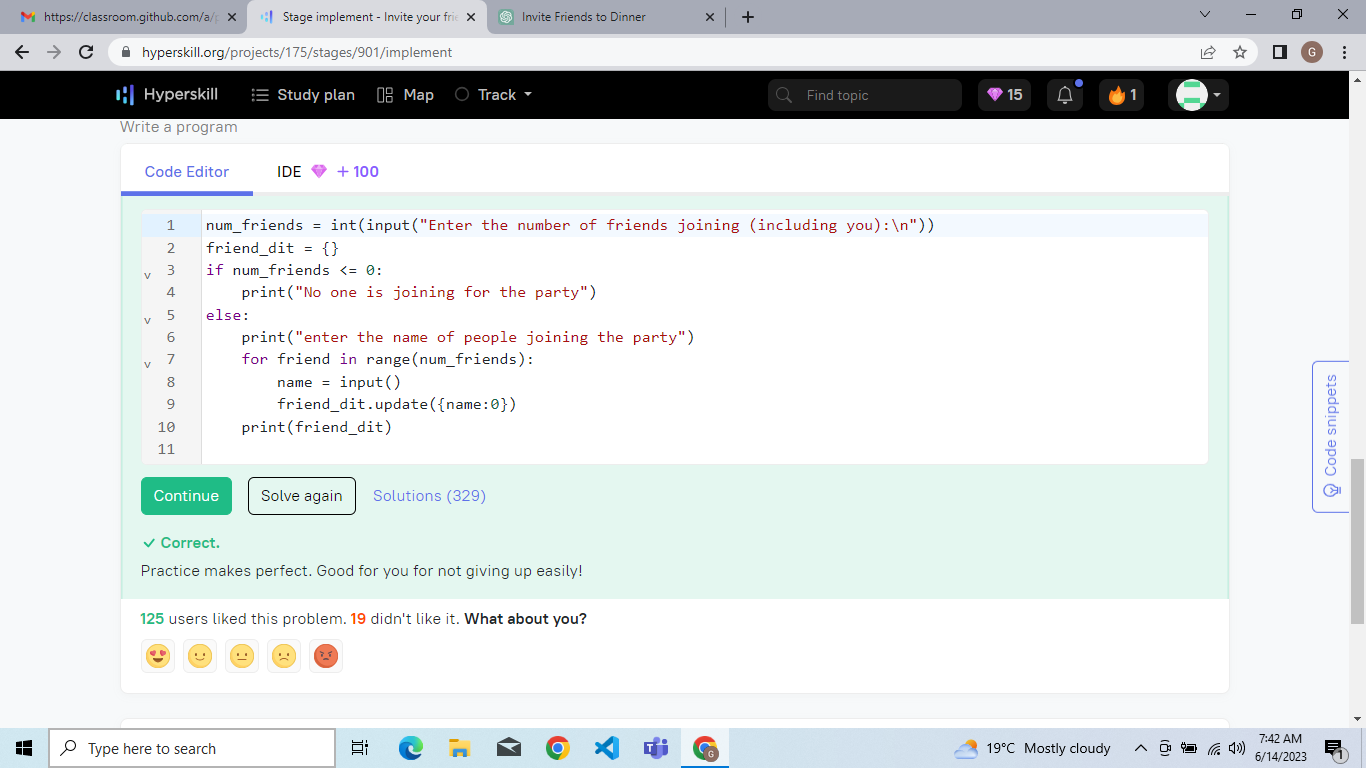 https://classroom.github.com/a/p
Stage implement - Invite your frie
Invite Friends to Dinner
hyperskill.org/projects/175/stages/901/implement
G
Hyperskill
Study plan
Map
Track
Find topic
15
1
Write a program
Code Editor
IDE + 100
1 num_friends = int(input("Enter the number of friends joining (including you):\n"))
2 friend_dit = {}
3 if num_friends <= 0:
4 print("No one is joining for the party")
5 else:
6 print("enter the name of people joining the party")
7 for friend in range(num_friends):
8 name = input()
9 friend_dit.update({name:0})
10 print(friend_dit)
11
Code snippets
Continue
Solve again
Solutions (329)
Correct.
Practice makes perfect. Good for you for not giving up easily!
125 users liked this problem. 19 didn't like it. What about you?
Type here to search
G
19°C Mostly cloudy
7:42 AM
6/14/2023
1